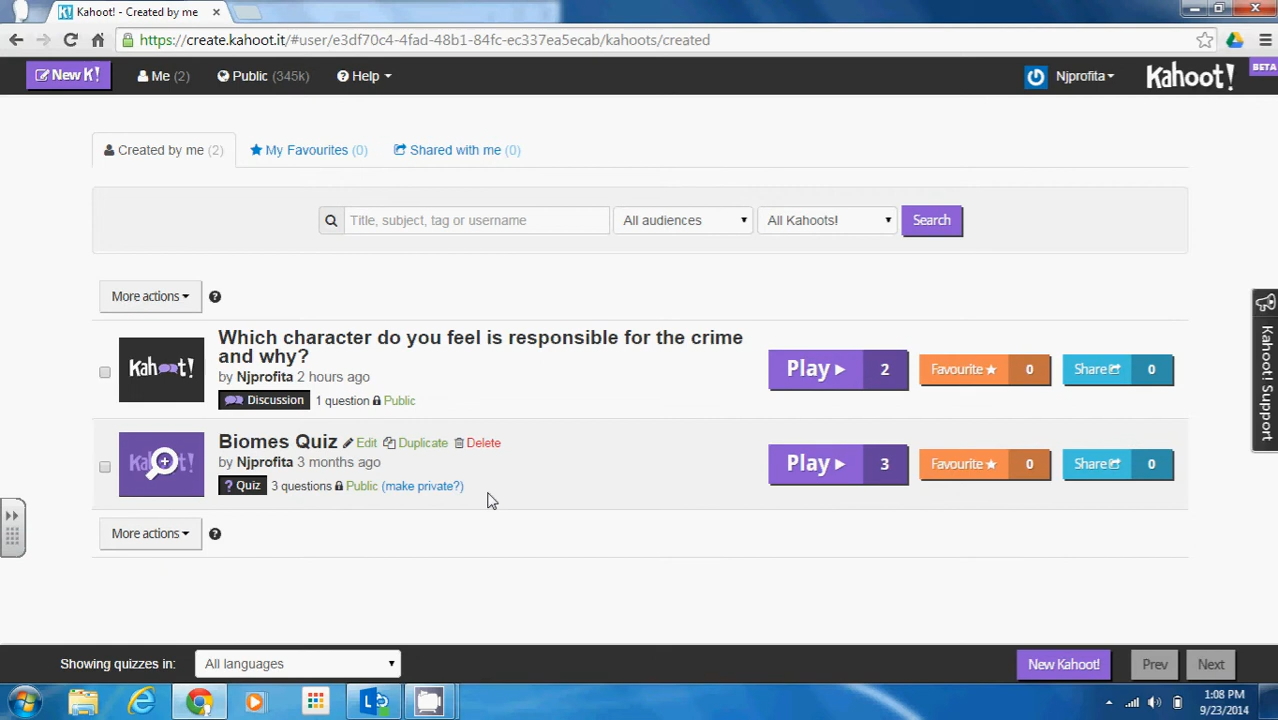 Kahoot! - Created by me
https://create.kahoot.it/#user/e3df70c4-4fad-48b1-84fc-ec337ea5ecab/kahoots/created
New K! Me (2) Public (345k) Help Njprofita Kahoot! BETA
Created by me (2) My Favourites (0) Shared with me (0)
Title, subject, tag or username All audiences All Kahoots! Search
More actions
Kahoot! Support
Which character do you feel is responsible for the crime
and why?
Kahoot!
Play 2 Favourite 0 Share 0
by Njprofita 2 hours ago
Discussion 1 question Public
Biomes Quiz Edit Duplicate Delete
Kahoot!
by Njprofita 3 months ago
Play 3 Favourite 0 Share 0
? Quiz 3 questions Public (make private?)
More actions
Showing quizzes in: All languages New Kahoot! Prev Next
1:08 PM
9/23/2014